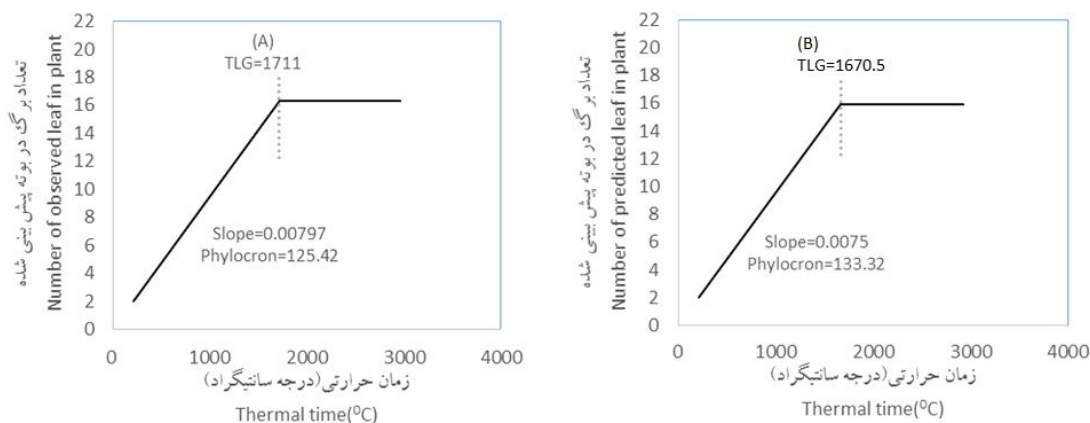 تعداد برگ در بوته پیش بینی شده
Number of observed leaf in plant
22
20
18
16
14
12
10
8
6
4
2
0
(A)
TLG=1711
Slope=0.00797
Phylocron=125.42
0 1000 2000 3000 4000
زمان حرارتی(درجه سانتیگراد)
Thermal time(⁰C)
تعداد برگ در بوته پیش بینی شده
Number of predicted leaf in plant
22
20
18
16
14
12
10
8
6
4
2
0
(B)
TLG=1670.5
Slope=0.0075
Phylocron=133.32
0 1000 2000 3000 4000
زمان حرارتی(درجه سانتیگراد)
Thermal time(⁰C)